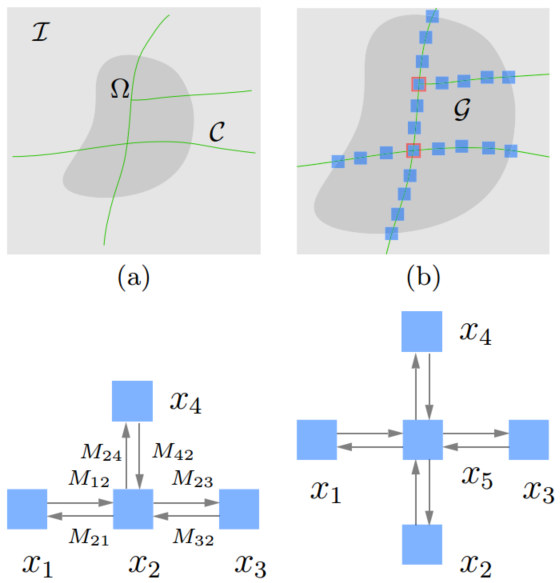 𝓘
Ω
𝒞
𝒢
(a) (b)
x₄
x₄
M₂₄ M₄₂
M₁₂ M₂₃
x₁ x₅ x₃
M₂₁ M₃₂
x₁ x₂ x₃
x₂